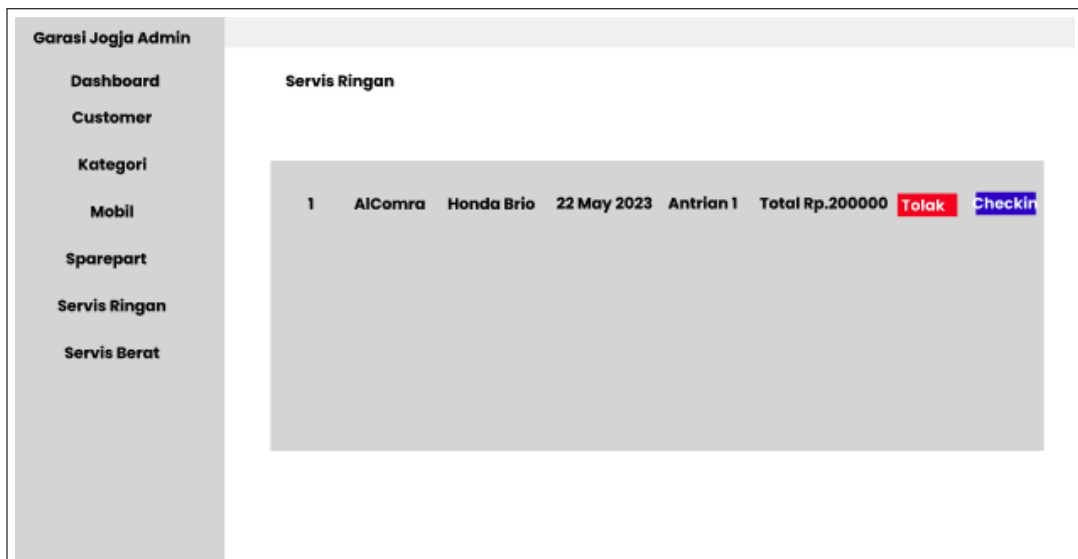 Garasi Jogja Admin
Dashboard
Customer
Kategori
Mobil
Sparepart
Servis Ringan
Servis Berat
Servis Ringan
1 AlComra Honda Brio 22 May 2023 Antrian 1 Total Rp.200000 Tolak Checkin